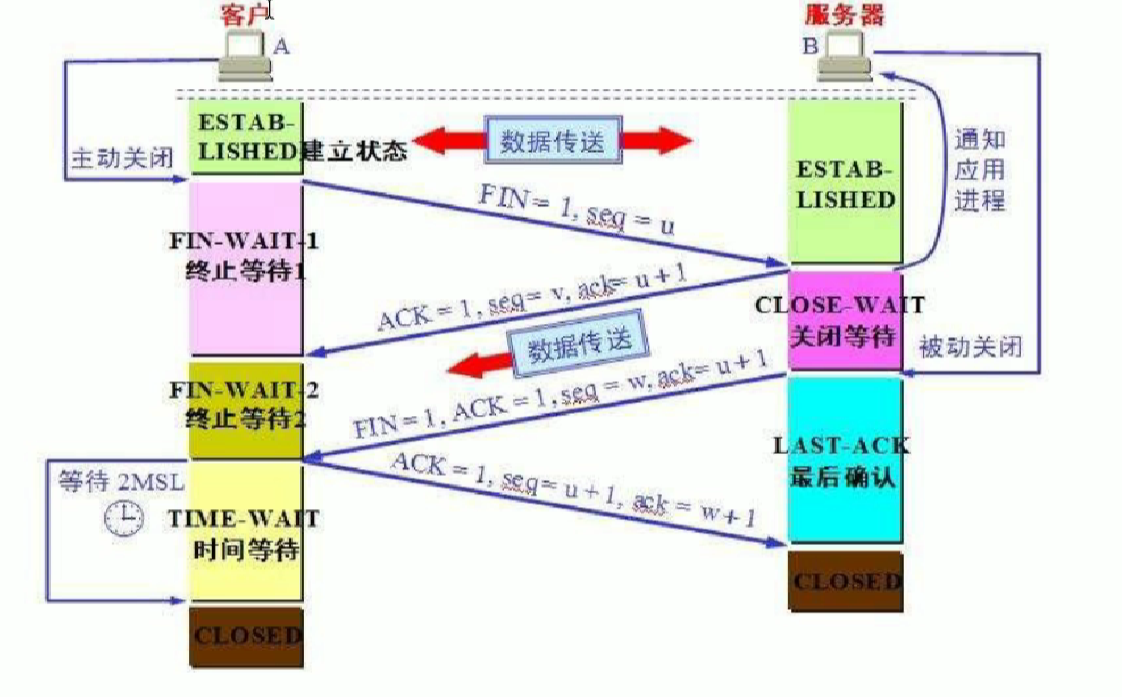 客户
服务器
A
B
ESTAB-
LISHED建立状态
数据传送
主动关闭
ESTAB-
LISHED
通知
应用
进程
FIN = 1, seq = u
FIN-WAIT-1
终止等待1
ACK = 1, seq= v, ack= u + 1
CLOSE-WAIT
关闭等待
数据传送
被动关闭
FIN-WAIT-2
终止等待2
FIN = 1, ACK = 1, seq = w, ack= u + 1
LAST-ACK
最后确认
ACK = 1, seq= u + 1, ack = w + 1
等待 2MSL
TIME-WAIT
时间等待
CLOSED
CLOSED